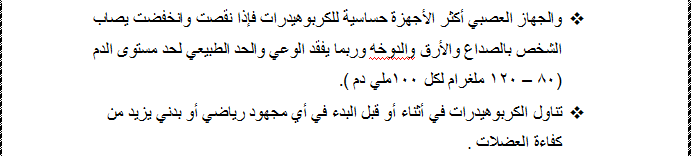 ❖ والجهاز العصبي أكثر الأجهزة حساسية للكربوهيدرات فإذا نقصت وانخفضت يصاب
الشخص بالصداع والأرق والدوخه وربما يفقد الوعي والحد الطبيعي لحد مستوى الدم
(٨٠ – ١٢٠ ملغرام لكل ١٠٠ملي دم ).
❖ تناول الكربوهيدرات في أثناء أو قبل البدء في أي مجهود رياضي أو بدني يزيد من
كفاءة العضلات .